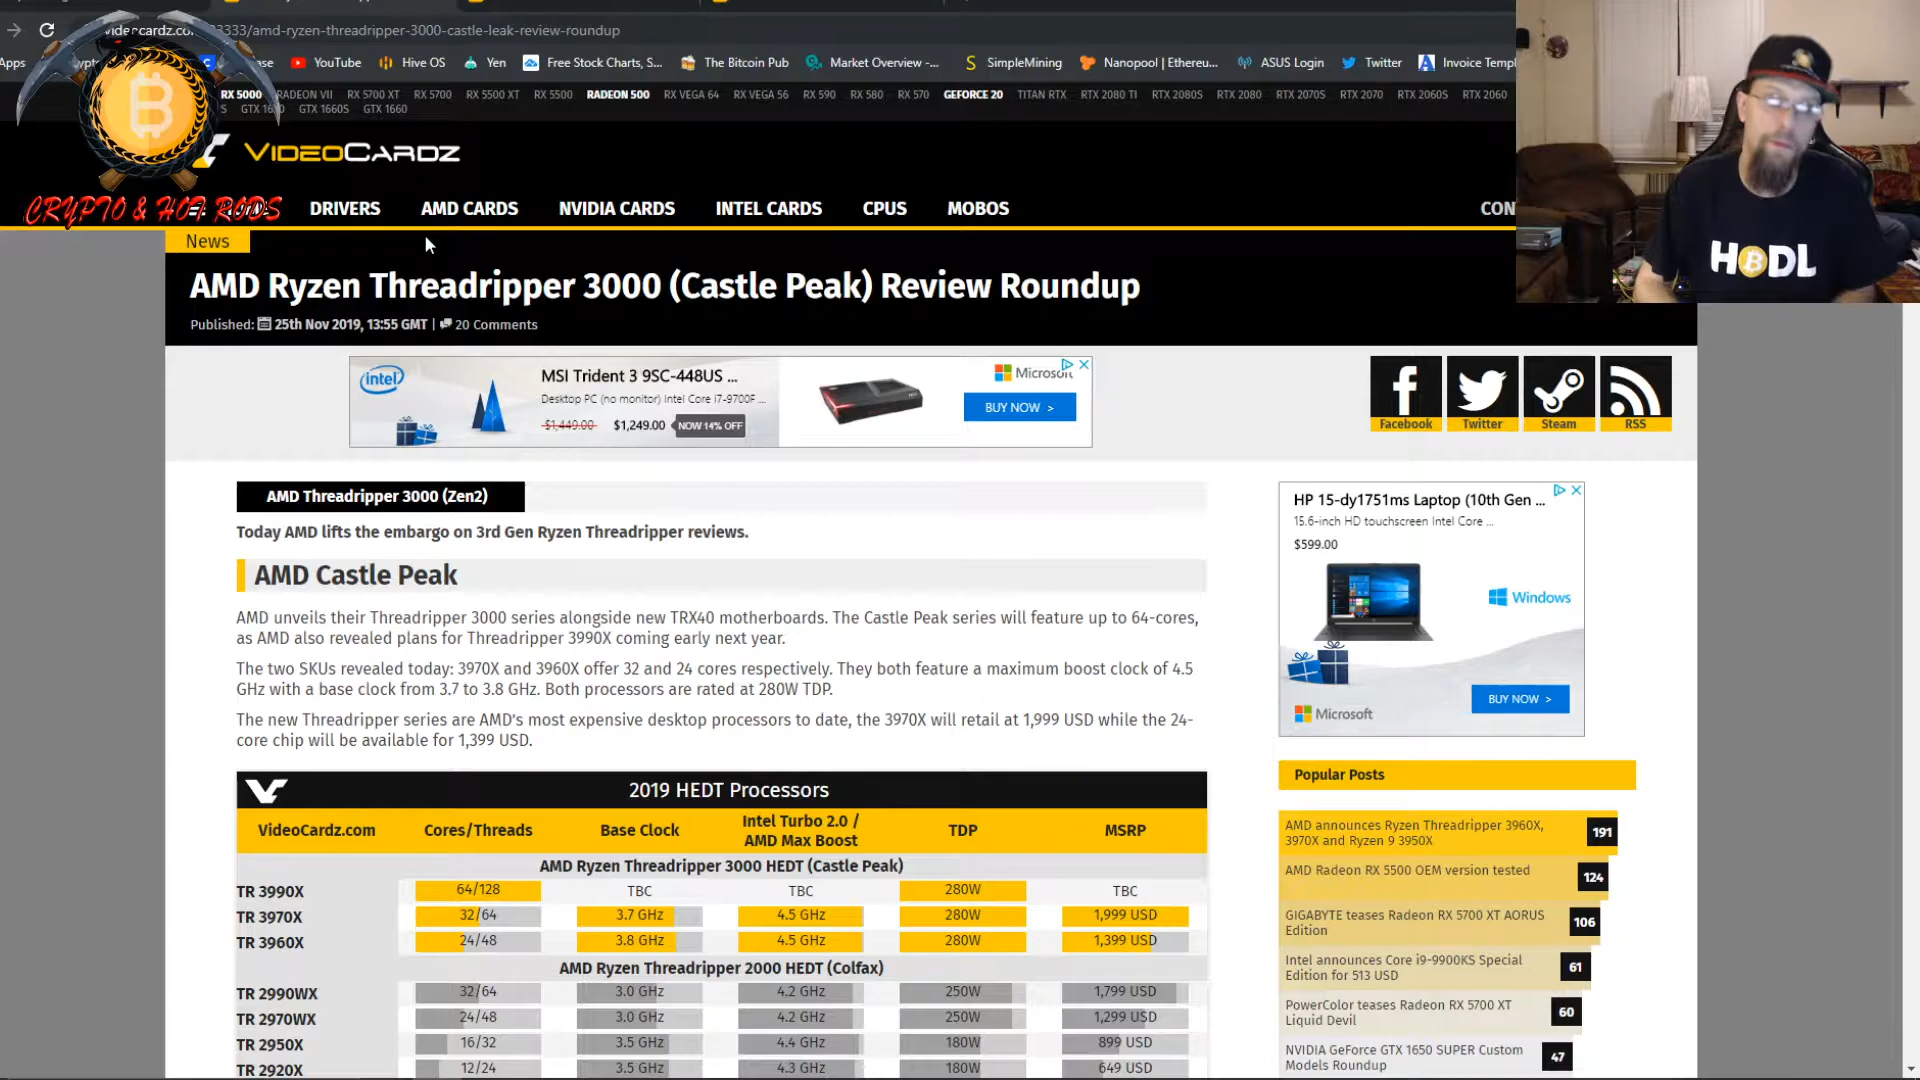 videocardz.co 3333/amd-ryzen-threadripper-3000-castle-leak-review-roundup
Apps
YouTube
Hive OS
Yen
Free Stock Charts, S...
The Bitcoin Pub
Market Overview -...
SimpleMining
Nanopool | Ethereu...
ASUS Login
Twitter
Invoice Templ
RX 5000 RADEON VII RX 5700 XT RX 5700 RX 5500 XT RX 5500 RADEON 500 RX VEGA 64 RX VEGA 56 RX 590 RX 580 RX 570 GEFORCE 20 TITAN RTX RTX 2080 TI RTX 2080S RTX 2080 RTX 2070S RTX 2070 RTX 2060S RTX 2060
GTX 1660S GTX 1660
VIDEOCARDZ
CRYPTO & HOT RODS
DRIVERS AMD CARDS NVIDIA CARDS INTEL CARDS CPUS MOBOS CON
HODL
News
AMD Ryzen Threadripper 3000 (Castle Peak) Review Roundup
Published: 25th Nov 2019, 13:55 GMT | 20 Comments
intel
MSI Trident 3 9SC-448US ...
Desktop PC (no monitor) Intel Core i7-9700F ...
$1,449.00 $1,249.00 NOW 14% OFF
Microsoft
BUY NOW >
Facebook
Twitter
Steam
RSS
AMD Threadripper 3000 (Zen2)
Today AMD lifts the embargo on 3rd Gen Ryzen Threadripper reviews.
AMD Castle Peak
AMD unveils their Threadripper 3000 series alongside new TRX40 motherboards. The Castle Peak series will feature up to 64-cores,
as AMD also revealed plans for Threadripper 3990X coming early next year.
The two SKUs revealed today: 3970X and 3960X offer 32 and 24 cores respectively. They both feature a maximum boost clock of 4.5
GHz with a base clock from 3.7 to 3.8 GHz. Both processors are rated at 280W TDP.
The new Threadripper series are AMD's most expensive desktop processors to date, the 3970X will retail at 1,999 USD while the 24-
core chip will be available for 1,399 USD.
2019 HEDT Processors
VideoCardz.com Cores/Threads Base Clock Intel Turbo 2.0 / AMD Max Boost TDP MSRP
AMD Ryzen Threadripper 3000 HEDT (Castle Peak)
TR 3990X 64/128 TBC TBC 280W TBC
TR 3970X 32/64 3.7 GHz 4.5 GHz 280W 1,999 USD
TR 3960X 24/48 3.8 GHz 4.5 GHz 280W 1,399 USD
AMD Ryzen Threadripper 2000 HEDT (Colfax)
TR 2990WX 32/64 3.0 GHz 4.2 GHz 250W 1,799 USD
TR 2970WX 24/48 3.0 GHz 4.2 GHz 250W 1,299 USD
TR 2950X 16/32 3.5 GHz 4.4 GHz 180W 899 USD
TR 2920X 12/24 3.5 GHz 4.3 GHz 180W 649 USD
HP 15-dy1751ms Laptop (10th Gen ...
15.6-inch HD touchscreen Intel Core ...
$599.00
Windows
Microsoft
BUY NOW >
Popular Posts
AMD announces Ryzen Threadripper 3960X,
3970X and Ryzen 9 3950X
191
AMD Radeon RX 5500 OEM version tested
124
GIGABYTE teases Radeon RX 5700 XT AORUS
Edition
106
Intel announces Core i9-9900KS Special
Edition for 513 USD
61
PowerColor teases Radeon RX 5700 XT
Liquid Devil
60
NVIDIA GeForce GTX 1650 SUPER Custom
Models Roundup
47